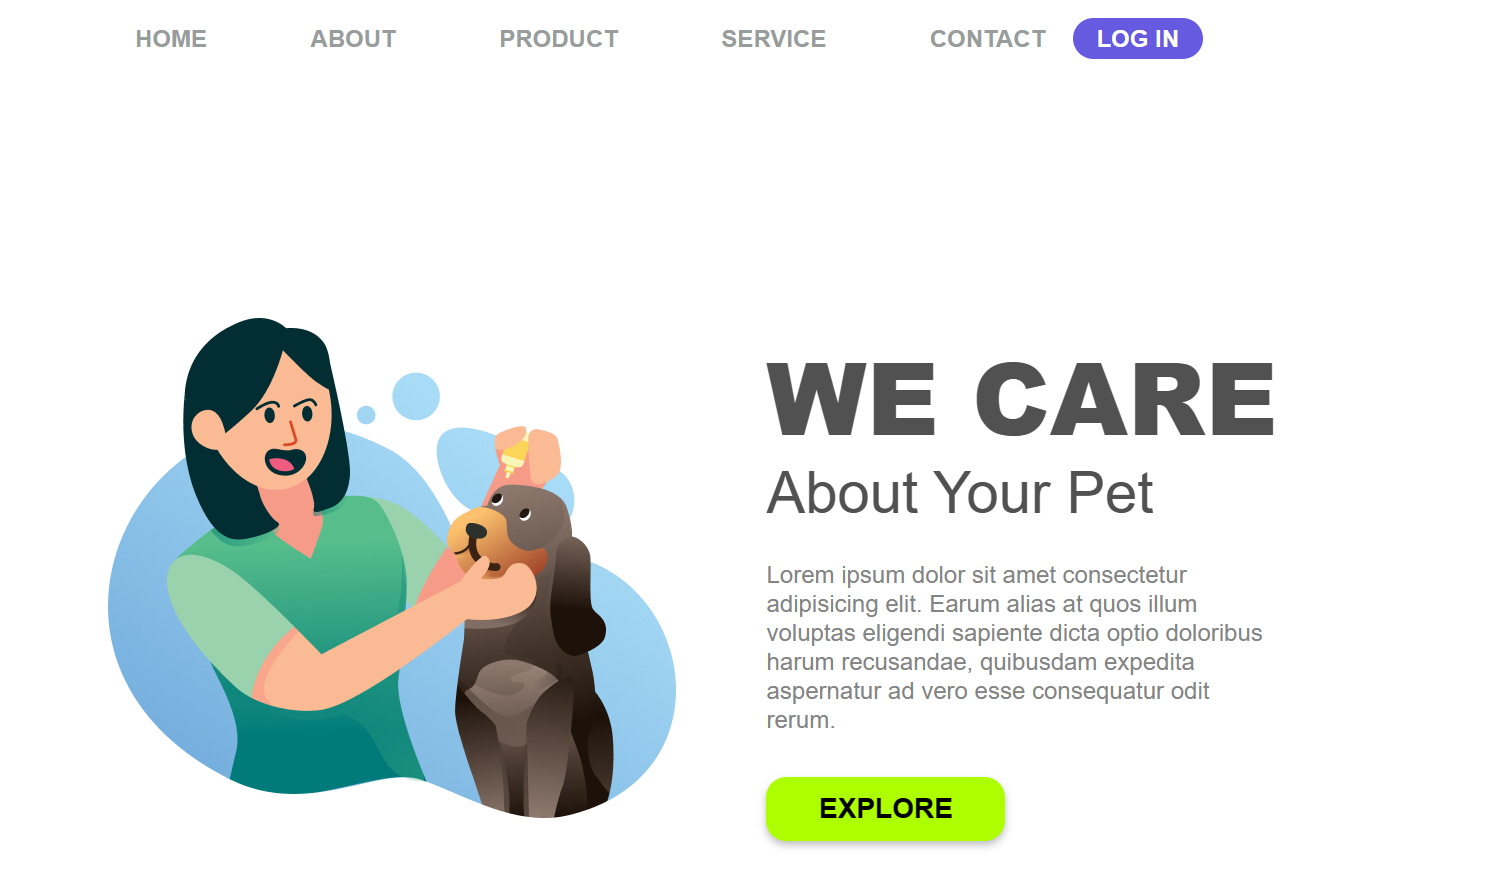 HOME ABOUT PRODUCT SERVICE CONTACT LOG IN
WE CARE
About Your Pet
Lorem ipsum dolor sit amet consectetur
adipisicing elit. Earum alias at quos illum
voluptas eligendi sapiente dicta optio doloribus
harum recusandae, quibusdam expedita
aspernatur ad vero esse consequatur odit
rerum.
EXPLORE